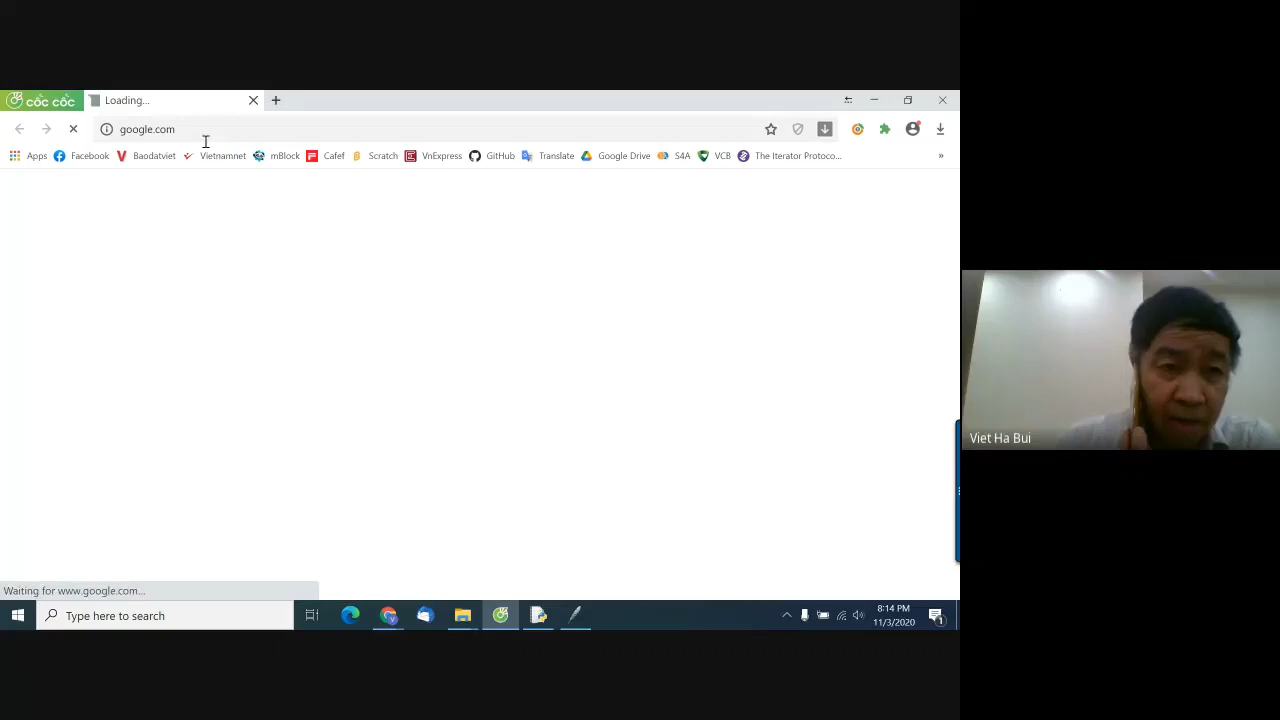 cốc cốc Loading...
google.com
Apps Facebook Baodatviet Vietnamnet mBlock Cafef Scratch VnExpress GitHub Translate Google Drive S4A VCB The Iterator Protoco... »
Viet Ha Bui
Waiting for www.google.com...
Type here to search
8:14 PM
11/3/2020
1